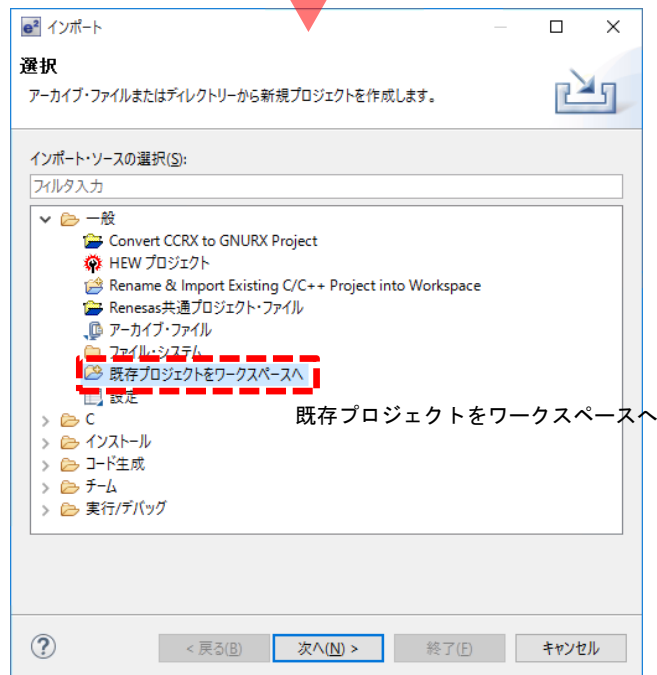 e² インポート
選択
アーカイブ・ファイルまたはディレクトリーから新規プロジェクトを作成します。
インポート・ソースの選択(S):
フィルタ入力
一般
Convert CCRX to GNURX Project
HEW プロジェクト
Rename & Import Existing C/C++ Project into Workspace
Renesas共通プロジェクト・ファイル
アーカイブ・ファイル
ファイル・システム
既存プロジェクトをワークスペースへ
設定
既存プロジェクトをワークスペースへ
C
インストール
コード生成
チーム
実行/デバッグ
< 戻る(B) 次へ(N) > 終了(F) キャンセル